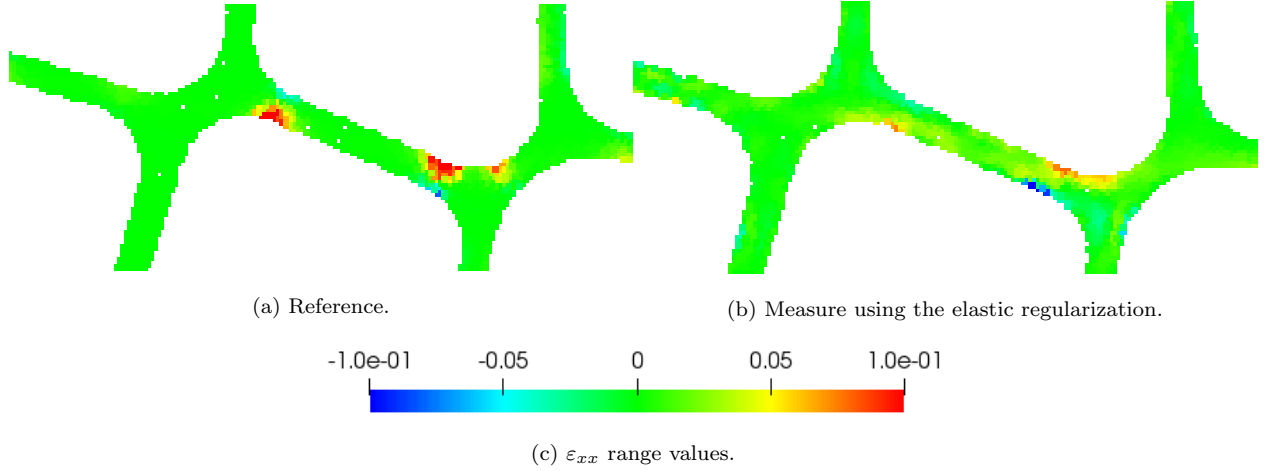 (a) Reference.
(b) Measure using the elastic regularization.
-1.0e-01 -0.05 0 0.05 1.0e-01
(c) εxx range values.